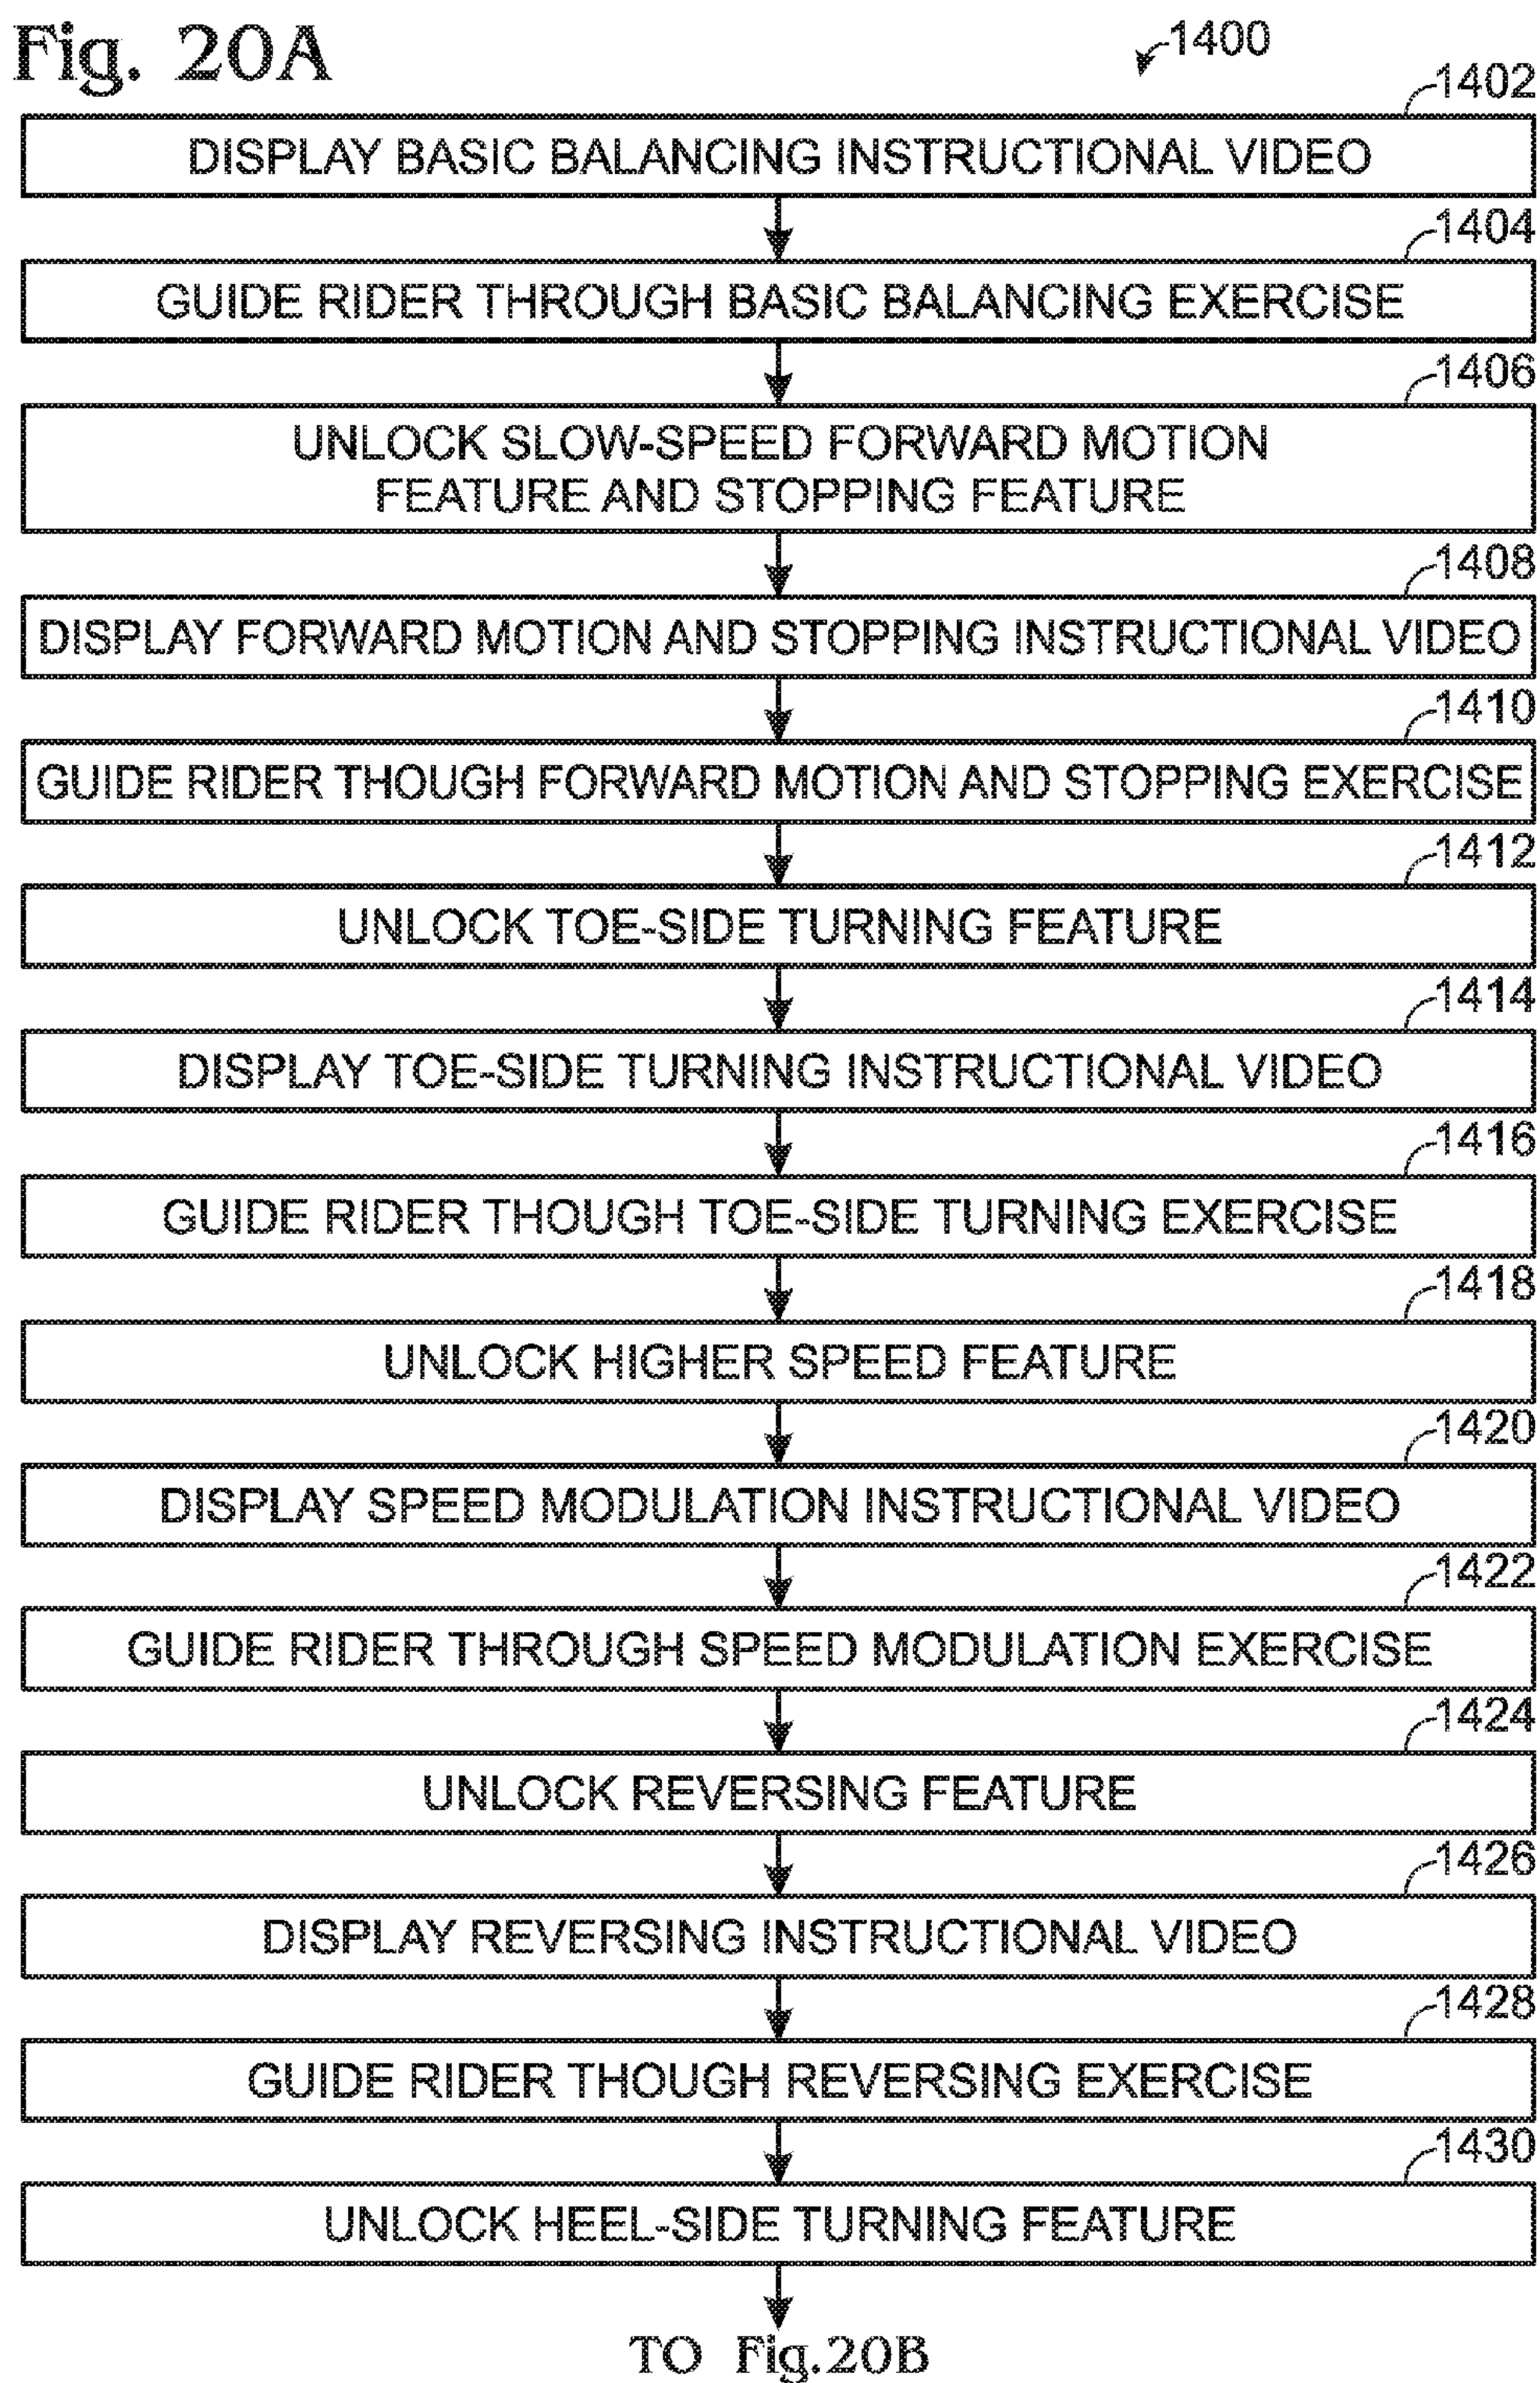 Fig. 20A
1400
1402
DISPLAY BASIC BALANCING INSTRUCTIONAL VIDEO
1404
GUIDE RIDER THROUGH BASIC BALANCING EXERCISE
1406
UNLOCK SLOW-SPEED FORWARD MOTION
FEATURE AND STOPPING FEATURE
1408
DISPLAY FORWARD MOTION AND STOPPING INSTRUCTIONAL VIDEO
1410
GUIDE RIDER THOUGH FORWARD MOTION AND STOPPING EXERCISE
1412
UNLOCK TOE-SIDE TURNING FEATURE
1414
DISPLAY TOE-SIDE TURNING INSTRUCTIONAL VIDEO
1416
GUIDE RIDER THOUGH TOE-SIDE TURNING EXERCISE
1418
UNLOCK HIGHER SPEED FEATURE
1420
DISPLAY SPEED MODULATION INSTRUCTIONAL VIDEO
1422
GUIDE RIDER THROUGH SPEED MODULATION EXERCISE
1424
UNLOCK REVERSING FEATURE
1426
DISPLAY REVERSING INSTRUCTIONAL VIDEO
1428
GUIDE RIDER THOUGH REVERSING EXERCISE
1430
UNLOCK HEEL-SIDE TURNING FEATURE
TO Fig.20B